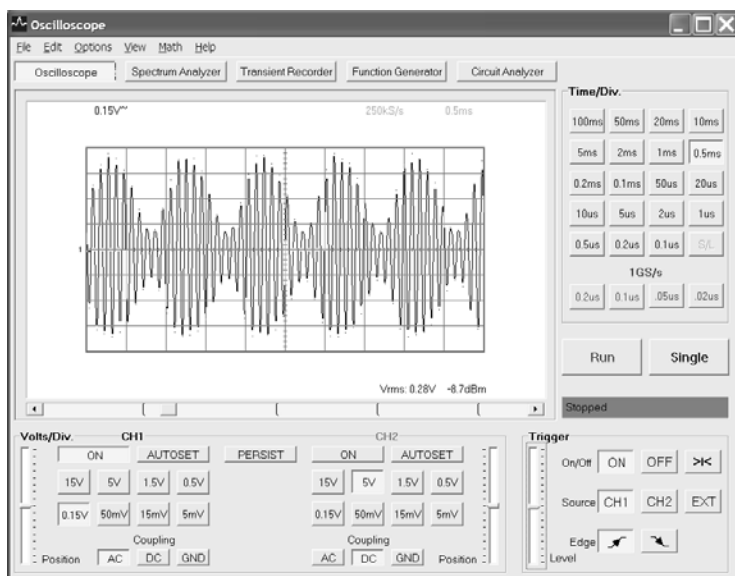 Oscilloscope
File Edit Options View Math Help
Oscilloscope Spectrum Analyzer Transient Recorder Function Generator Circuit Analyzer
Time/Div.
0.15V 250kS/s 0.5ms
100ms 50ms 20ms 10ms
5ms 2ms 1ms 0.5ms
0.2ms 0.1ms 50us 20us
10us 5us 2us 1us
0.5us 0.2us 0.1us S/L
1GS/s
0.2us 0.1us .05us .02us
1
Run Single
Vrms: 0.28V -8.7dBm
Stopped
Volts/Div. CH1 CH2
ON AUTOSET PERSIST ON AUTOSET
15V 5V 1.5V 0.5V 15V 5V 1.5V 0.5V
0.15V 50mV 15mV 5mV 0.15V 50mV 15mV 5mV
Coupling Coupling
Position AC DC GND AC DC GND Position
Trigger
On/Off ON OFF
Source CH1 CH2 EXT
Edge
Level